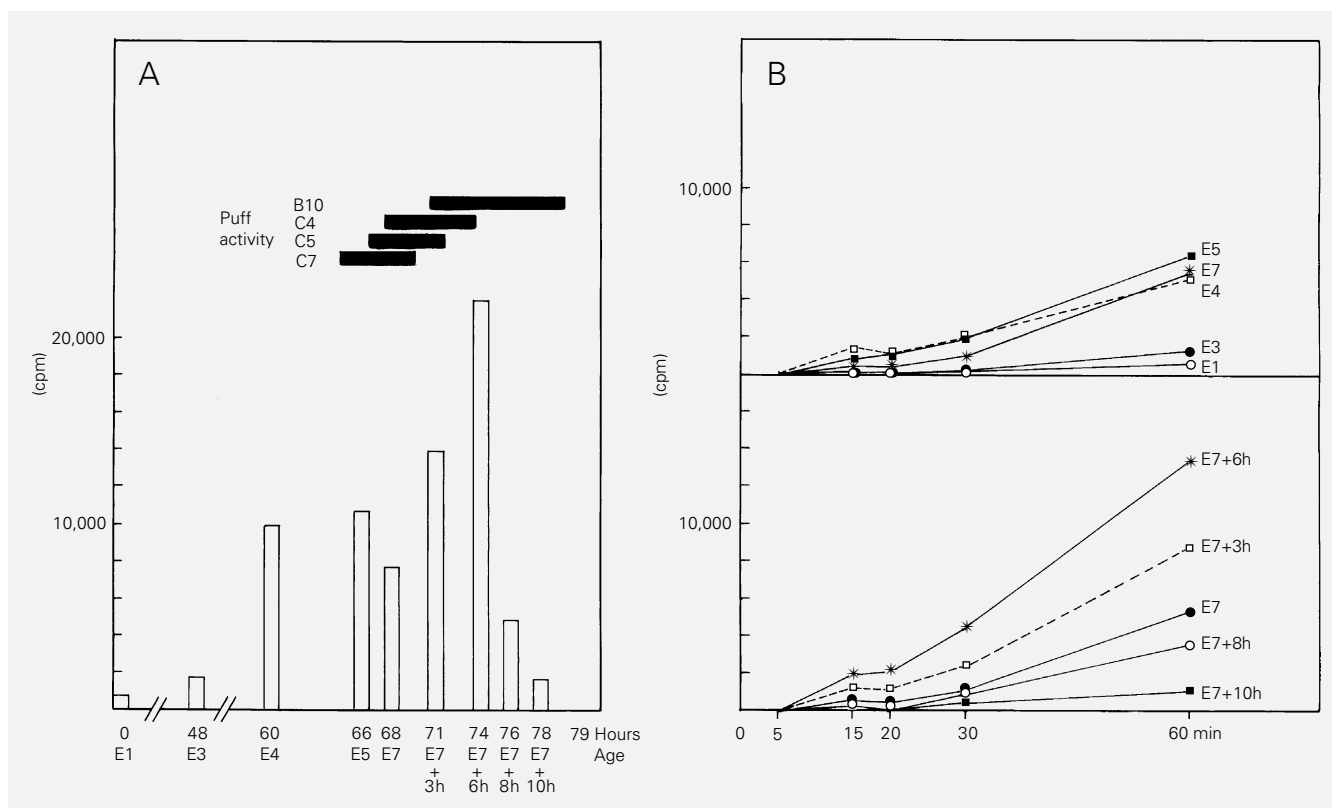 A
B10
Puff C4
activity C5
C7
20,000
(cpm)
10,000
0 48 60 66 68 71 74 76 78 79 Hours
E1 E3 E4 E5 E7 E7 E7 E7 E7 Age
+ + + +
3h 6h 8h 10h
B
10,000
E5
E7
E4
(cpm)
E3
E1
E7+6h
10,000
E7+3h
E7
E7+8h
E7+10h
0 5 15 20 30 60 min